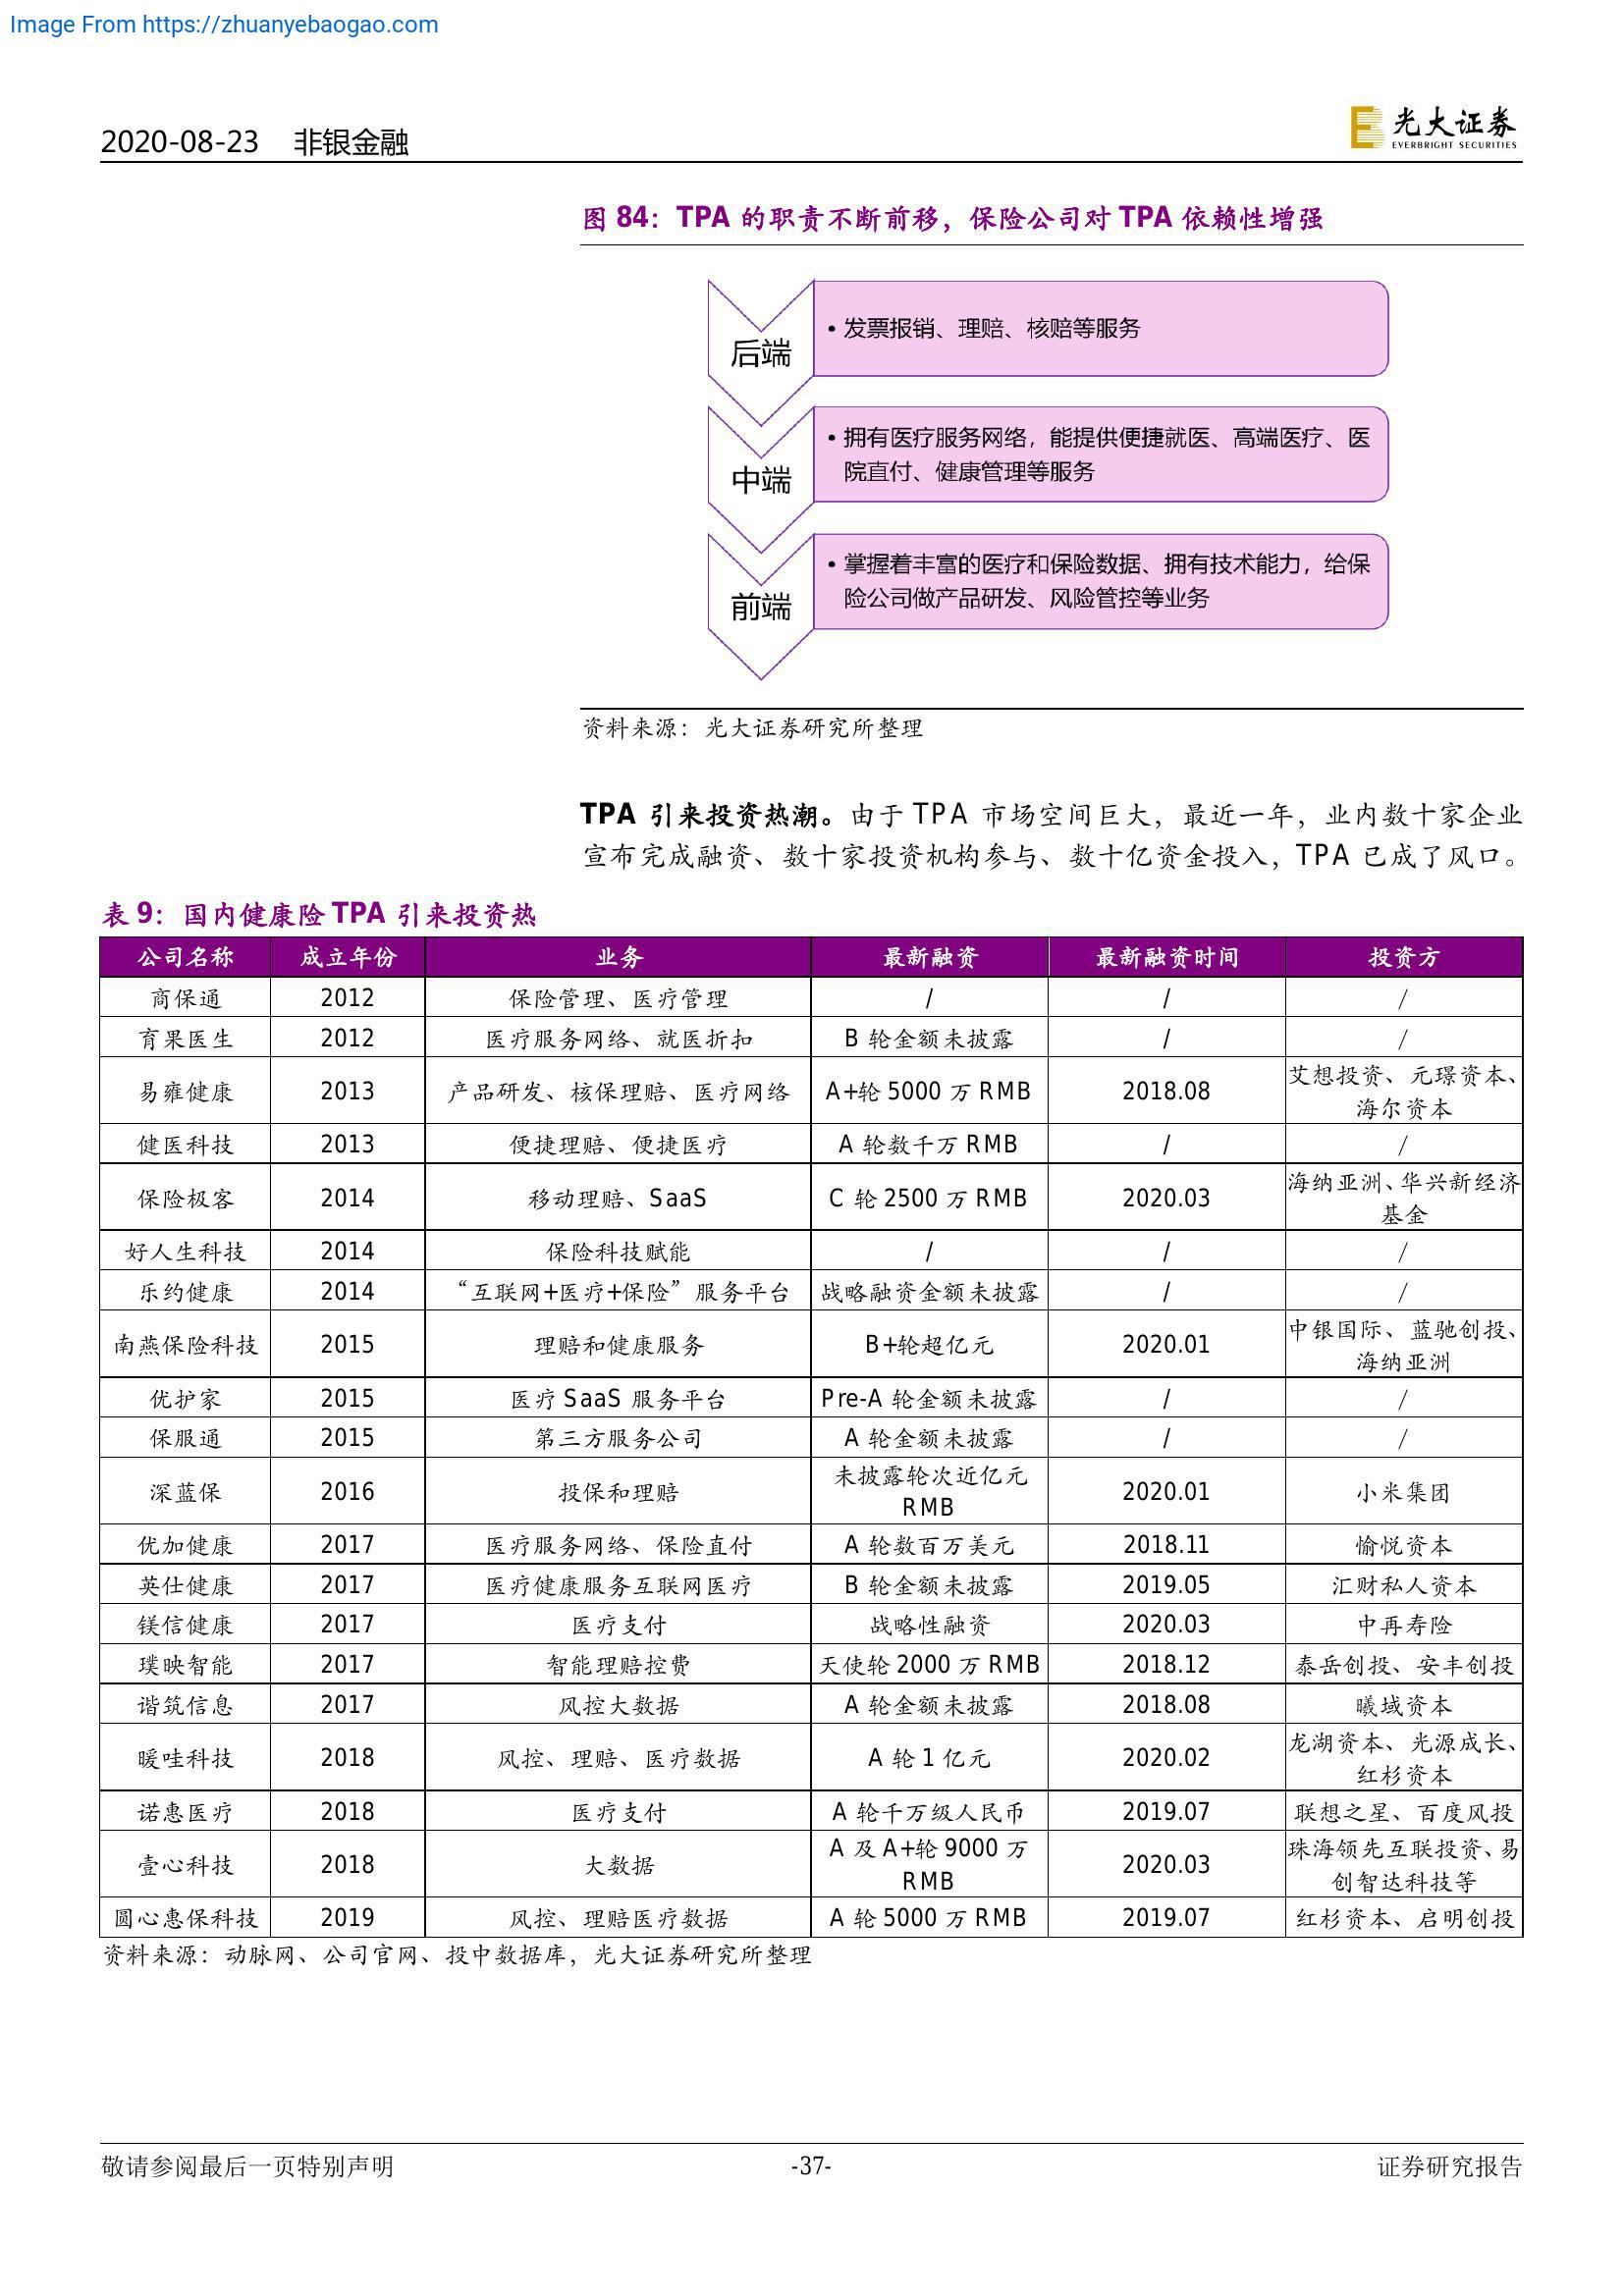 Image From https://zhuanyebaogao.com
2020-08-23 非银金融
光大证券
EVERBRIGHT SECURITIES
图 84：TPA 的职责不断前移，保险公司对 TPA 依赖性增强
后端
• 发票报销、理赔、核赔等服务
中端
• 拥有医疗服务网络，能提供便捷就医、高端医疗、医
院直付、健康管理等服务
前端
• 掌握着丰富的医疗和保险数据、拥有技术能力，给保
险公司做产品研发、风险管控等业务
资料来源：光大证券研究所整理
TPA 引来投资热潮。由于 TPA 市场空间巨大，最近一年，业内数十家企业
宣布完成融资、数十家投资机构参与、数十亿资金投入，TPA 已成了风口。
表 9：国内健康险 TPA 引来投资热
公司名称 成立年份 业务 最新融资 最新融资时间 投资方
商保通 2012 保险管理、医疗管理 / / /
育果医生 2012 医疗服务网络、就医折扣 B 轮金额未披露 / /
易雍健康 2013 产品研发、核保理赔、医疗网络 A+轮 5000 万 RMB 2018.08 艾想投资、元璟资本、
海尔资本
健医科技 2013 便捷理赔、便捷医疗 A 轮数千万 RMB / /
保险极客 2014 移动理赔、SaaS C 轮 2500 万 RMB 2020.03 海纳亚洲、华兴新经济
基金
好人生科技 2014 保险科技赋能 / / /
乐约健康 2014 “互联网+医疗+保险”服务平台 战略融资金额未披露 / /
南燕保险科技 2015 理赔和健康服务 B+轮超亿元 2020.01 中银国际、蓝驰创投、
海纳亚洲
优护家 2015 医疗 SaaS 服务平台 Pre-A 轮金额未披露 / /
保服通 2015 第三方服务公司 A 轮金额未披露 / /
深蓝保 2016 投保和理赔 未披露轮次近亿元
RMB 2020.01 小米集团
优加健康 2017 医疗服务网络、保险直付 A 轮数百万美元 2018.11 愉悦资本
英仕健康 2017 医疗健康服务互联网医疗 B 轮金额未披露 2019.05 汇财私人资本
镁信健康 2017 医疗支付 战略性融资 2020.03 中再寿险
璞映智能 2017 智能理赔控费 天使轮 2000 万 RMB 2018.12 泰岳创投、安丰创投
谐筑信息 2017 风控大数据 A 轮金额未披露 2018.08 曦域资本
暖哇科技 2018 风控、理赔、医疗数据 A 轮 1 亿元 2020.02 龙湖资本、光源成长、
红杉资本
诺惠医疗 2018 医疗支付 A 轮千万级人民币 2019.07 联想之星、百度风投
壹心科技 2018 大数据 A 及 A+轮 9000 万
RMB 2020.03 珠海领先互联投资、易
创智达科技等
圆心惠保科技 2019 风控、理赔医疗数据 A 轮 5000 万 RMB 2019.07 红杉资本、启明创投
资料来源：动脉网、公司官网、投中数据库，光大证券研究所整理
敬请参阅最后一页特别声明 -37- 证券研究报告